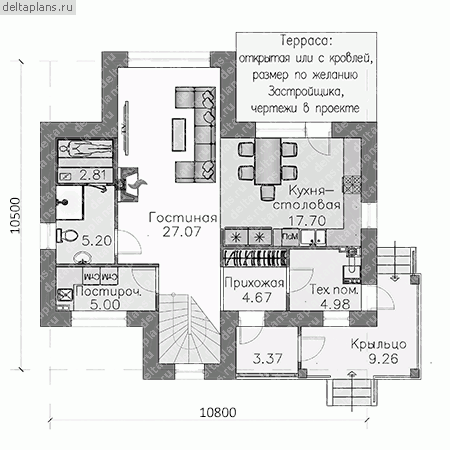 deltaplans.ru
Терраса:
открытая или с кровлей,
размер по желанию
Застройщика,
чертежи в проекте
2.81
Кухня–
столовая
17.70
Гостиная
27.07
5.20
ПсМ
10500
См
См
Постироч.
5.00
Прихожая
4.67
Тех.пом.
4.98
3.37
Крыльцо
9.26
10800